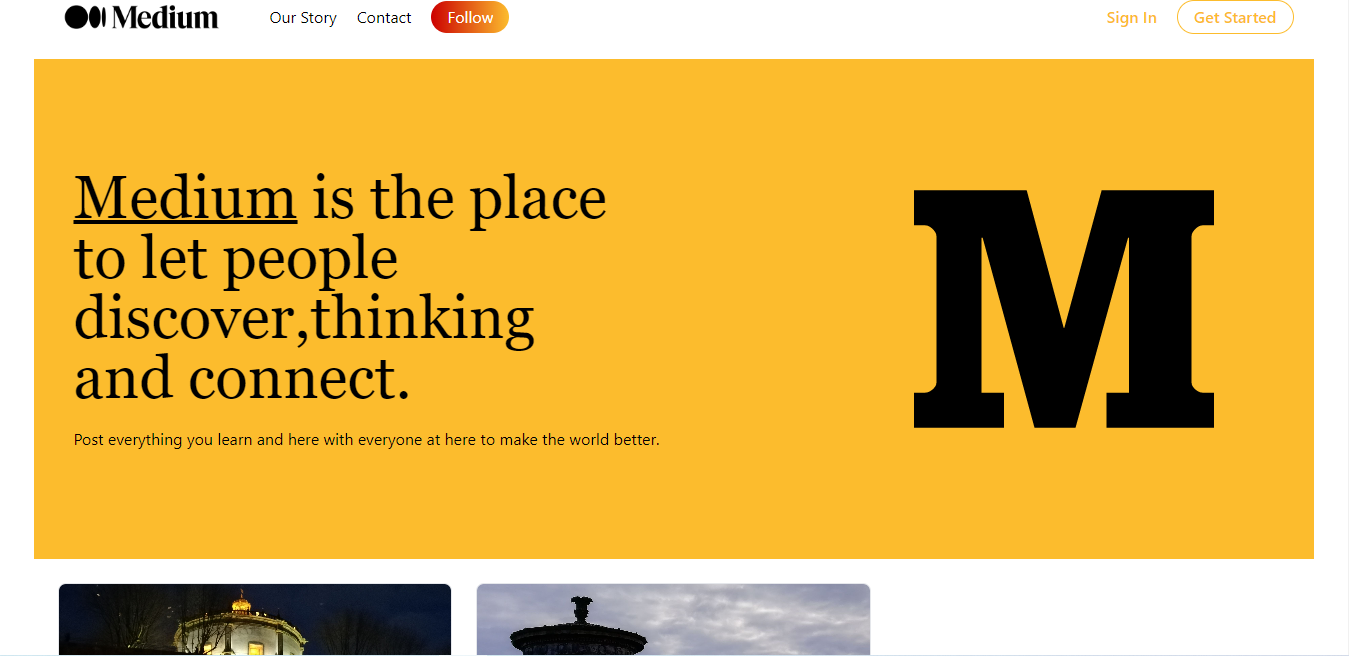 Medium
Our Story
Contact
Follow
Sign In
Get Started
Medium is the place
to let people
discover,thinking
and connect.
Post everything you learn and here with everyone at here to make the world better.
M